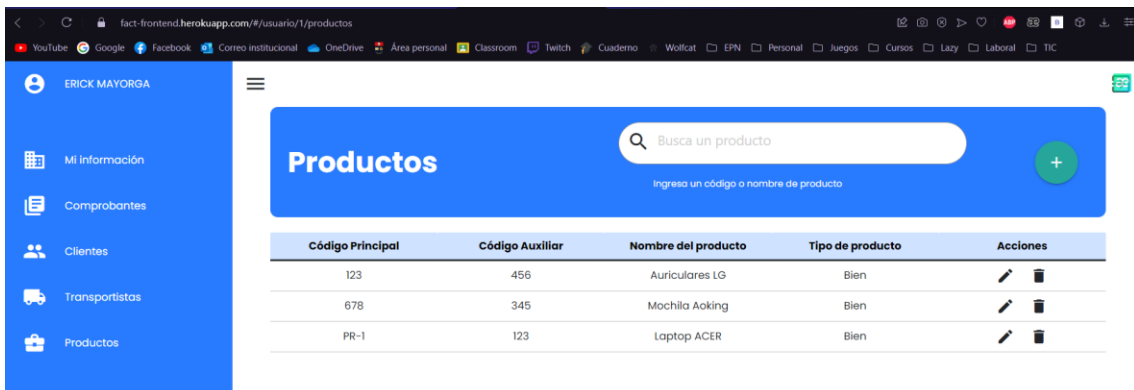 fact-frontend.herokuapp.com/#/usuario/1/productos
YouTube Google Facebook Correo institucional OneDrive Área personal Classroom Twitch Cuaderno Wolfcat EPN Personal Juegos Cursos Lazy Laboral TIC
ERICK MAYORGA
Mi información
Comprobantes
Clientes
Transportistas
Productos
Productos
Busca un producto
Ingresa un código o nombre de producto
+
Código Principal Código Auxiliar Nombre del producto Tipo de producto Acciones
123 456 Auriculares LG Bien
678 345 Mochila Aoking Bien
PR-1 123 Laptop ACER Bien